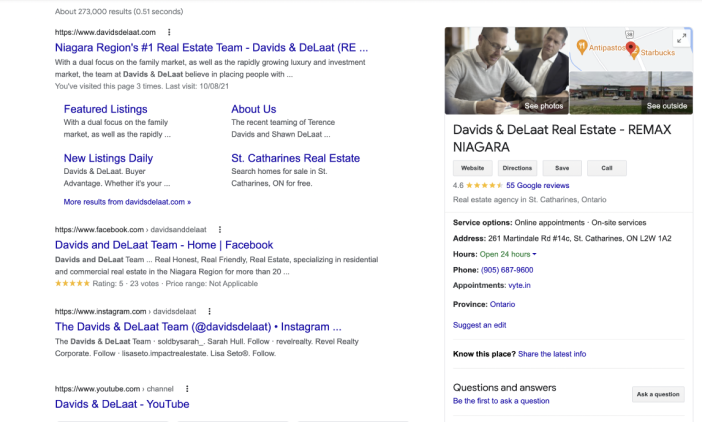 About 273,000 results (0.51 seconds)
https://www.davidsdelaat.com
Niagara Region's #1 Real Estate Team - Davids & DeLaat (RE ...
With a dual focus on the family market, as well as the rapidly growing luxury and investment
market, the team at Davids & DeLaat believe in placing people with ...
You've visited this page 3 times. Last visit: 10/08/21
Featured Listings
With a dual focus on the family
market, as well as the rapidly ...
About Us
The recent teaming of Terence
Davids and Shawn DeLaat ...
New Listings Daily
Davids & DeLaat. Buyer
Advantage. Whether it's your ...
St. Catharines Real Estate
Search homes for sale in St.
Catharines, ON for free.
More results from davidsdelaat.com »
https://www.facebook.com › davidsanddelaat
Davids and DeLaat Team - Home | Facebook
Davids and DeLaat Team ... Real Honest, Real Friendly, Real Estate, specializing in residential
and commercial real estate in the Niagara Region for more than 20 ...
★★★★★ Rating: 5 · 23 votes · Price range: Not Applicable
https://www.instagram.com › davidsdelaat
The Davids & DeLaat Team (@davidsdelaat) • Instagram ...
The Davids & DeLaat Team · soldbysarah_. Sarah Hull. Follow · revelrealty. Revel Realty
Corporate. Follow · lisaseto.impactrealestate. Lisa Seto®. Follow.
https://www.youtube.com › channel
Davids & DeLaat - YouTube
Antipastos
Starbucks
See photos
See outside
Davids & DeLaat Real Estate - REMAX
NIAGARA
Website
Directions
Save
Call
4.6 ★★★★★ 55 Google reviews
Real estate agency in St. Catharines, Ontario
Service options: Online appointments · On-site services
Address: 261 Martindale Rd #14c, St. Catharines, ON L2W 1A2
Hours: Open 24 hours
Phone: (905) 687-9600
Appointments: vyte.in
Province: Ontario
Suggest an edit
Know this place? Share the latest info
Questions and answers
Be the first to ask a question
Ask a question